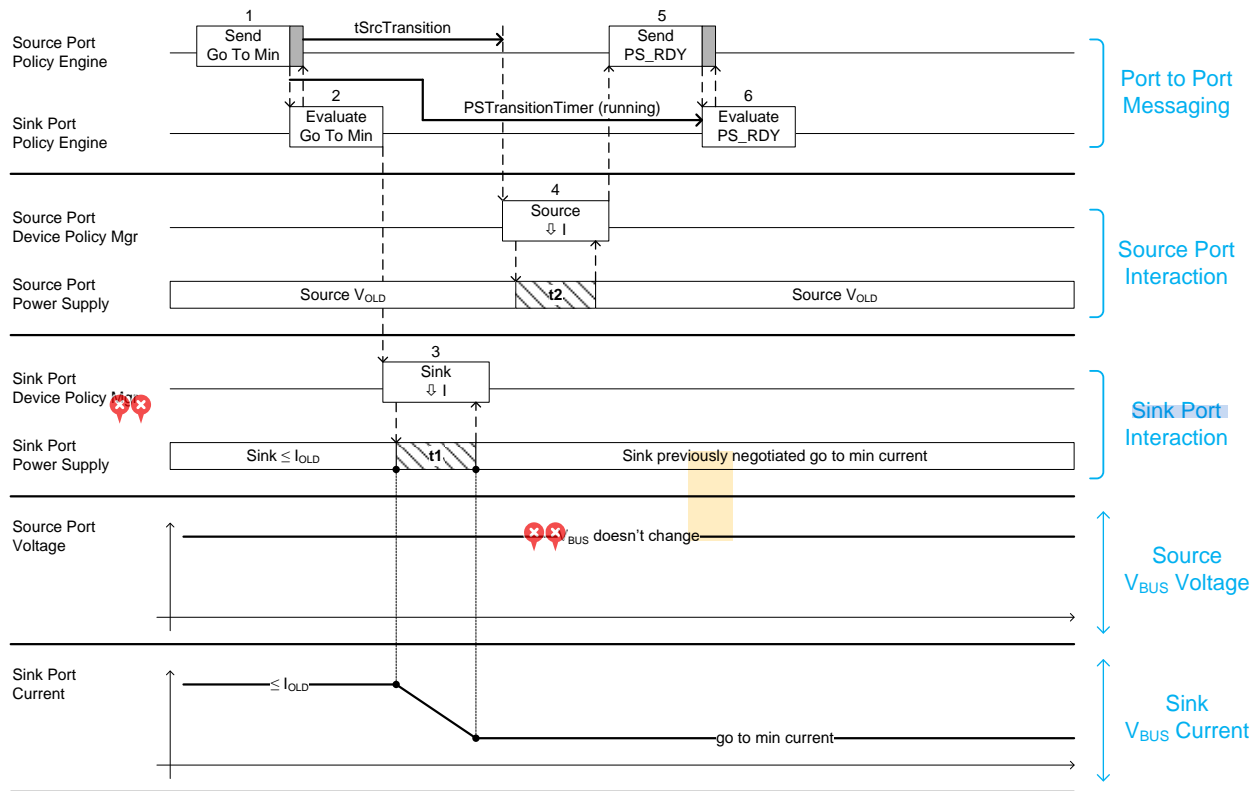 1
Send
Go To Min
tSrcTransition
5
Send
PS_RDY
Source Port
Policy Engine
Port to Port
Messaging
2
Evaluate
Go To Min
PSTransitionTimer (running)
6
Evaluate
PS_RDY
Sink Port
Policy Engine
4
Source
⇩ I
Source Port
Device Policy Mgr
Source Port
Interaction
Source Port
Power Supply
Source VOLD
t2
Source VOLD
3
Sink
⇩ I
Sink Port
Device Policy Mgr
Sink Port
Interaction
Sink Port
Power Supply
Sink ≤ IOLD
t1
Sink previously negotiated go to min current
Source Port
Voltage
VBUS doesn't change
Source
VBUS Voltage
Sink Port
Current
≤ IOLD
go to min current
Sink
VBUS Current